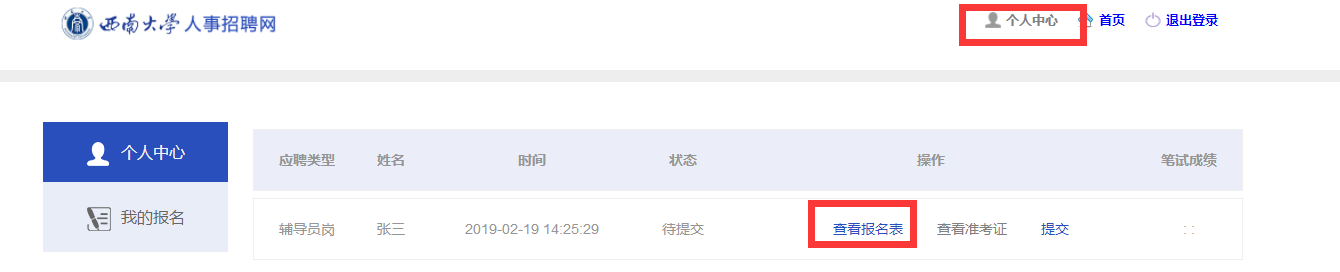 西南大学 人事招聘网
个人中心 首页 退出登录
个人中心
我的报名
应聘类型 姓名 时间 状态 操作 笔试成绩
辅导员岗 张三 2019-02-19 14:25:29 待提交 查看报名表 查看准考证 提交 : :